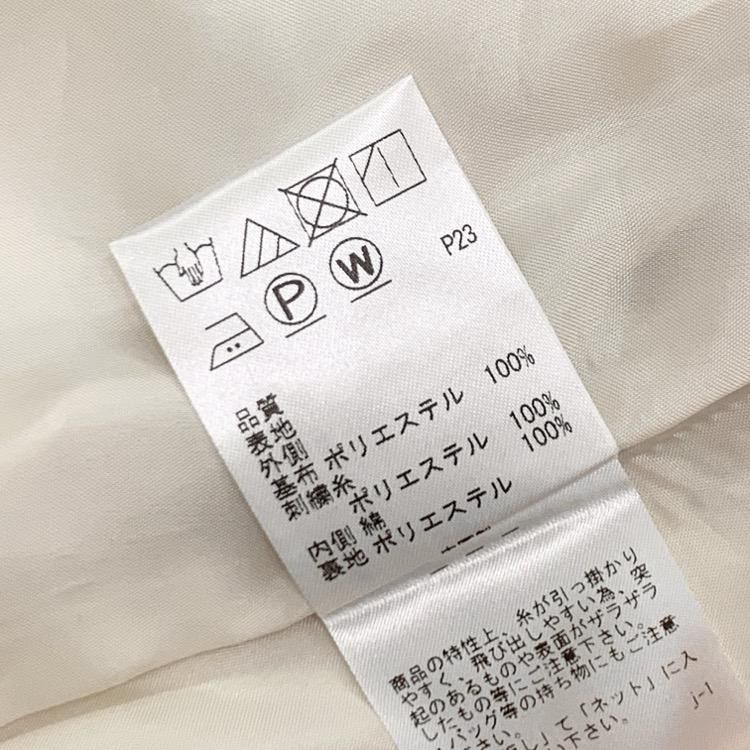 P W P23
品質
表地
外側
基布 ポリエステル 100%
刺繍糸
ポリエステル 100%
内側 綿 100%
裏地 ポリエステル
商品の特性上、糸が引っ掛かり
やすく、飛び出しやすい為、突
起のあるものや表面がザラザラ
したもの等にご注意下さい。
バッグ等の持ち物にもご注意
し」て「ネット」に入
い下さい。
j-1